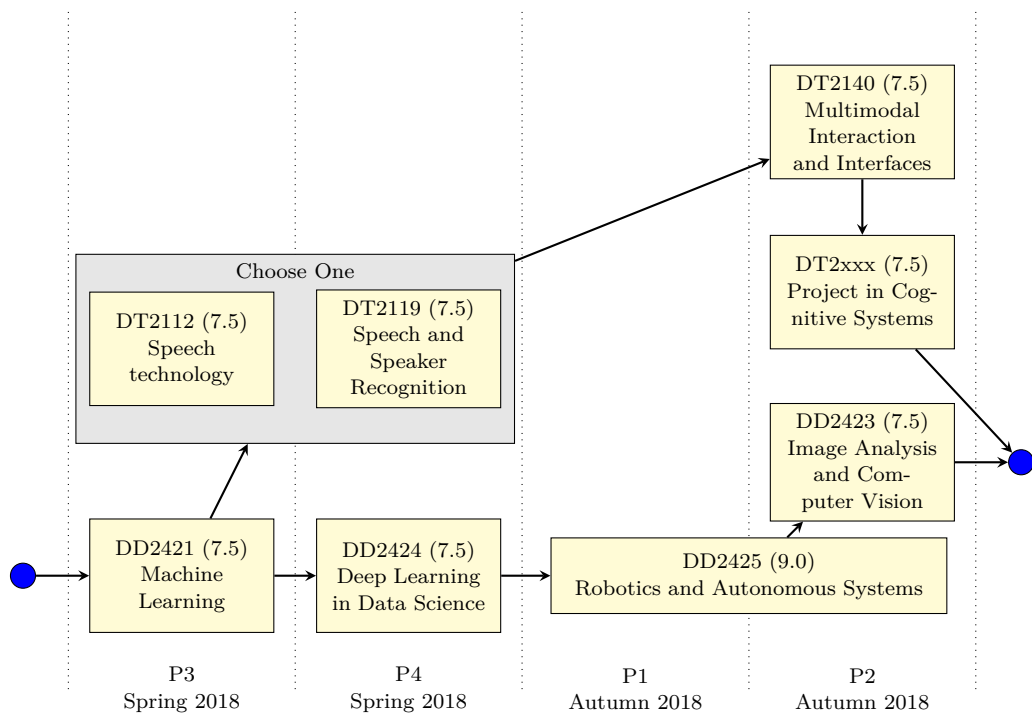 DT2140 (7.5)
Multimodal
Interaction
and Interfaces
Choose One
DT2112 (7.5)
Speech
technology
DT2119 (7.5)
Speech and
Speaker
Recognition
DT2xxx (7.5)
Project in Cog-
nitive Systems
DD2423 (7.5)
Image Analysis
and Com-
puter Vision
DD2421 (7.5)
Machine
Learning
DD2424 (7.5)
Deep Learning
in Data Science
DD2425 (9.0)
Robotics and Autonomous Systems
P3
Spring 2018
P4
Spring 2018
P1
Autumn 2018
P2
Autumn 2018